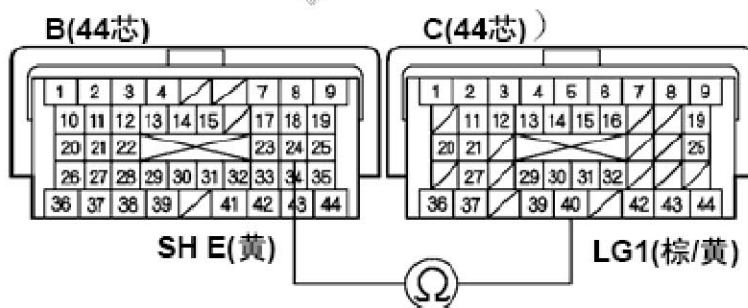 B(44芯) C(44芯)）
1 2 3 4 7 8 9 1 2 3 4 5 6 7 8 9
10 11 12 13 14 15 17 18 19 11 12 13 14 15 16 19
20 21 22 23 24 25 20 21 25
26 27 28 29 30 31 32 33 34 35 27 29 30 31 32
36 37 38 39 41 42 43 44 36 37 39 40 42 43 44
SH E(黄) LG1(棕/黄)
Ω